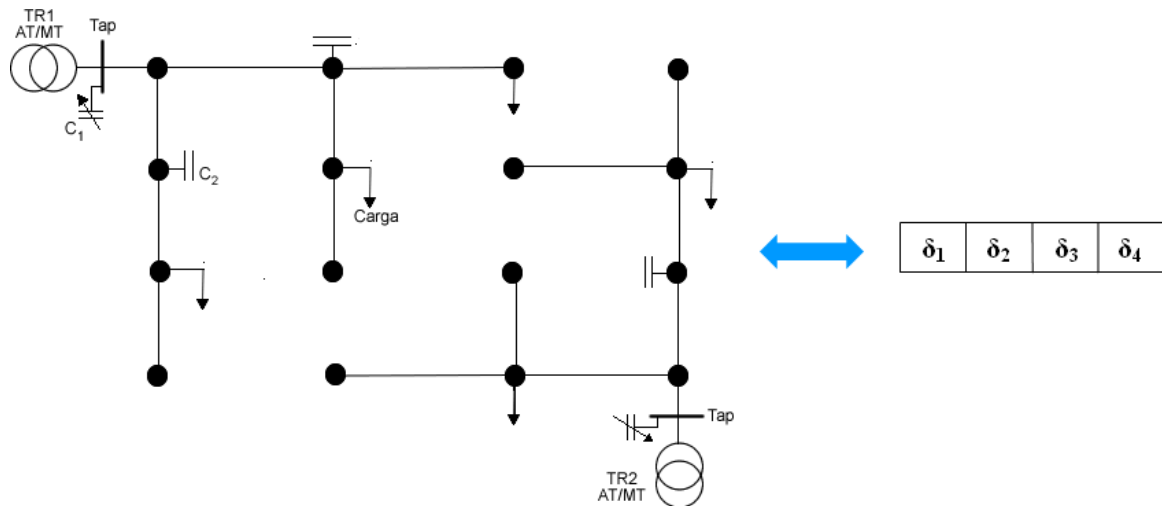 TR1
AT/MT
Tap
C₁
C₂
Carga
Tap
TR2
AT/MT
δ₁ δ₂ δ₃ δ₄